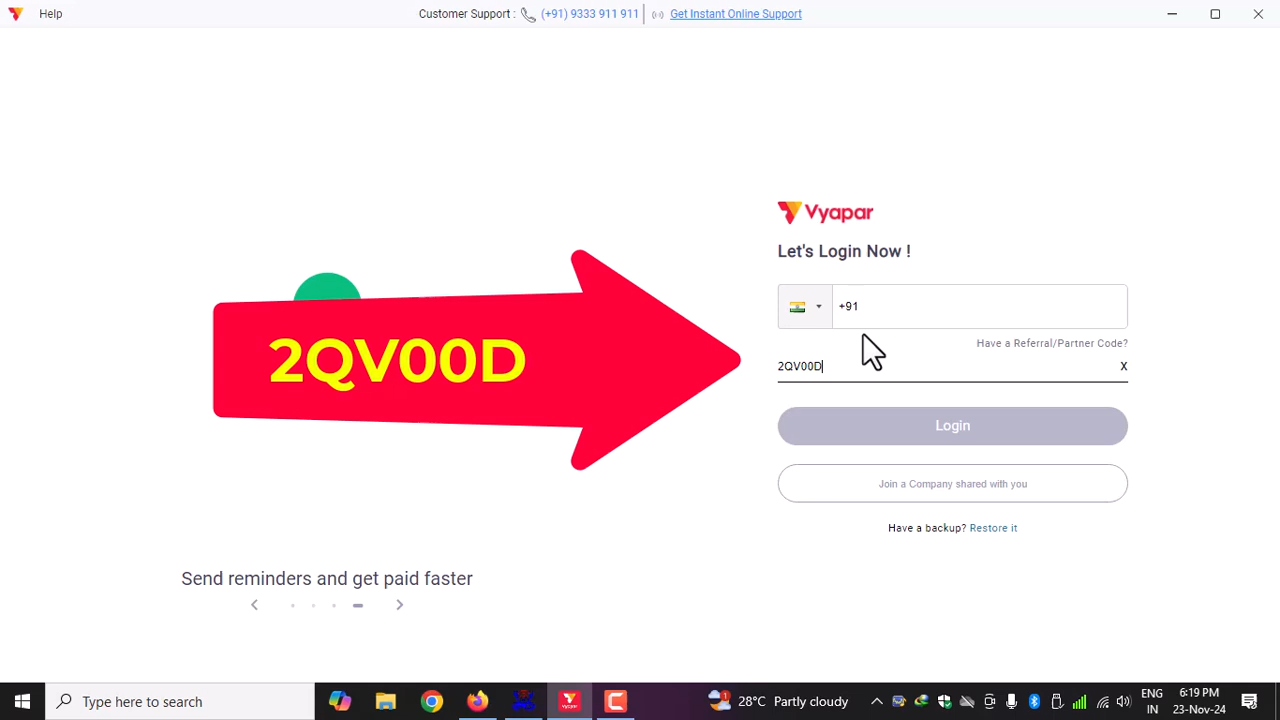 Help
Customer Support : (+91) 9333 911 911 Get Instant Online Support
Vyapar
Let's Login Now !
+91
Have a Referral/Partner Code?
2QV00D X
2QV00D
Login
Join a Company shared with you
Have a backup? Restore it
Send reminders and get paid faster
Type here to search
1
28°C Partly cloudy
ENG
IN
6:19 PM
23-Nov-24